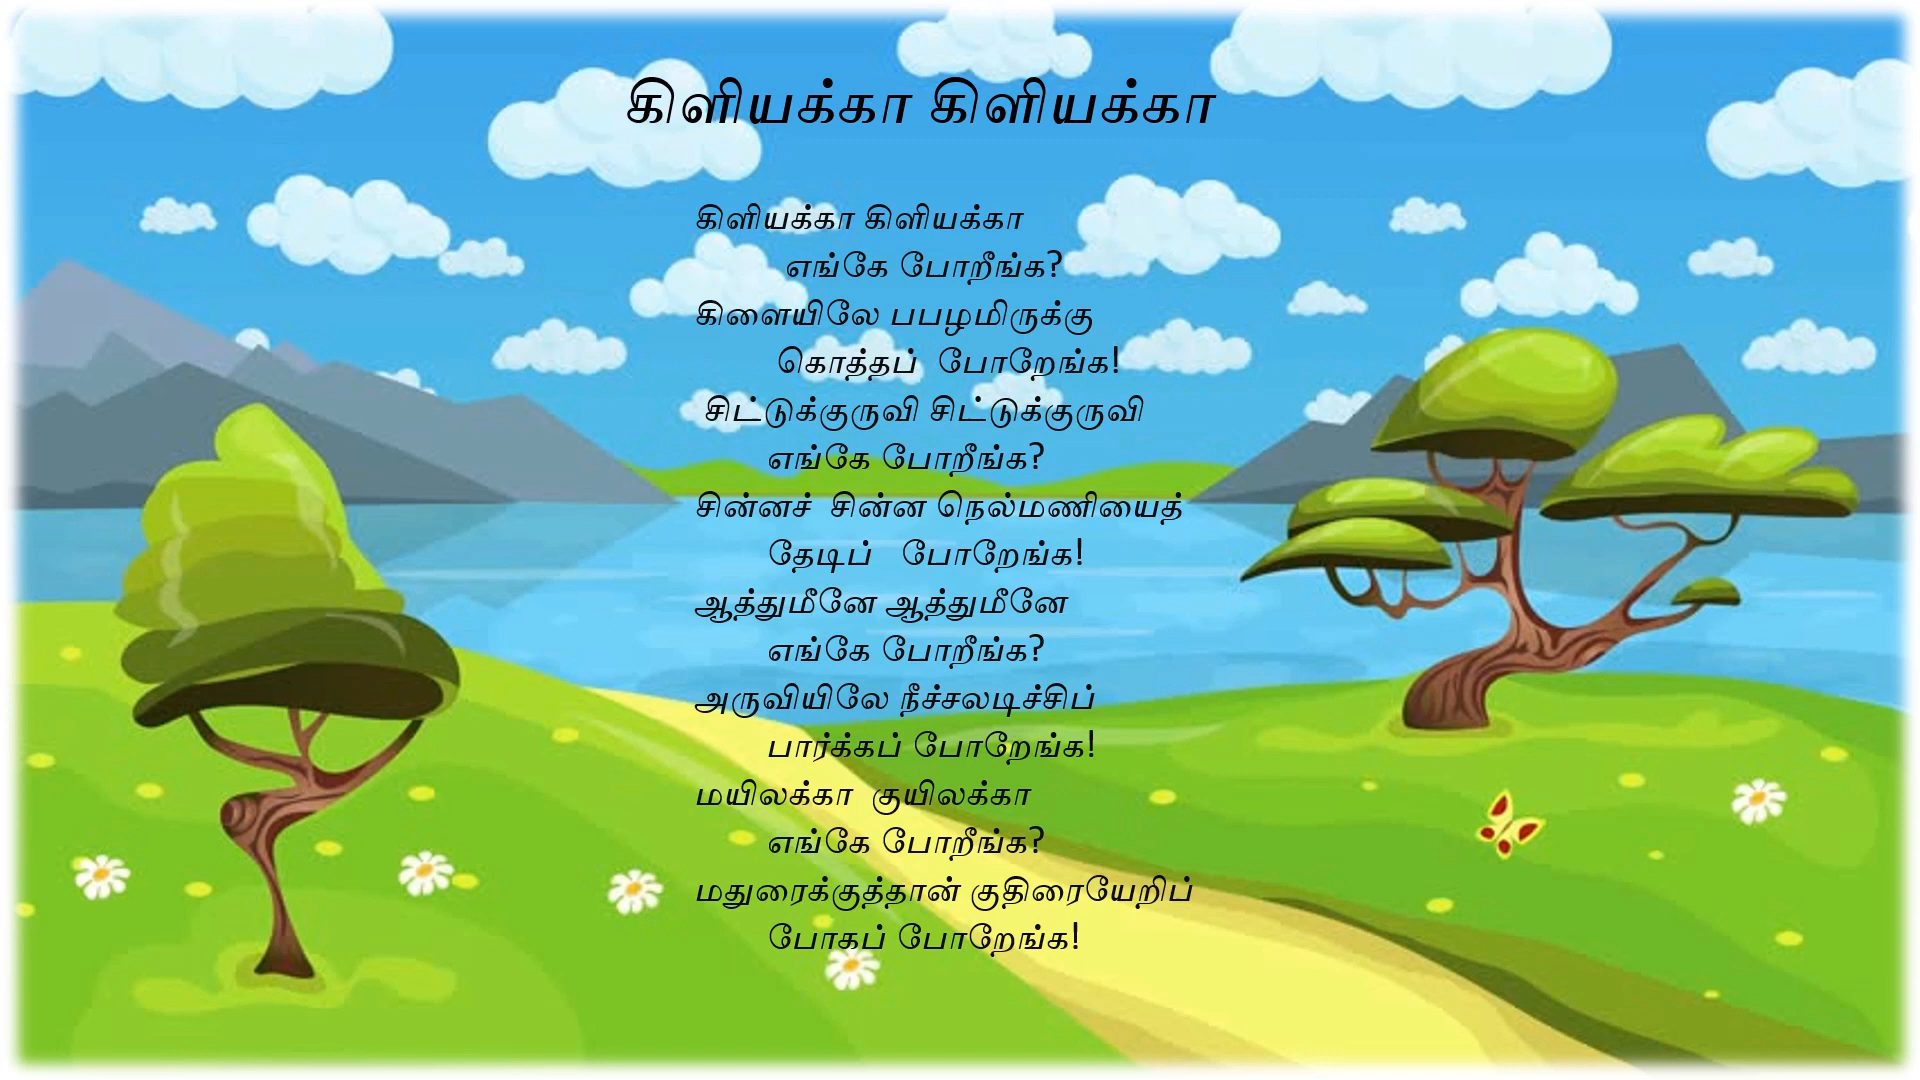 கிளியக்கா கிளியக்கா
கிளியக்கா கிளியக்கா
எங்கே போறீங்க?
கிளையிலே பபழமிருக்கு
கொத்தப் போறேங்க!
சிட்டுக்குருவி சிட்டுக்குருவி
எங்கே போறீங்க?
சின்னச் சின்ன நெல்மணியைத்
தேடிப் போறேங்க!
ஆத்துமீனே ஆத்துமீனே
எங்கே போறீங்க?
அருவியிலே நீச்சலடிச்சிப்
பார்க்கப் போறேங்க!
மயிலக்கா குயிலக்கா
எங்கே போறீங்க?
மதுரைக்குத்தான் குதிரையேறிப்
போகப் போறேங்க!